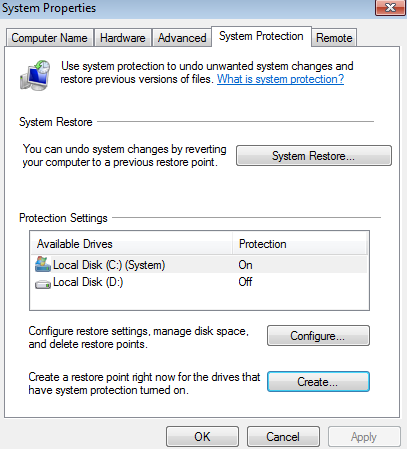 System Properties
Computer Name
Hardware
Advanced
System Protection
Remote
Use system protection to undo unwanted system changes and
restore previous versions of files. What is system protection?
System Restore
You can undo system changes by reverting
your computer to a previous restore point.
System Restore...
Protection Settings
Available Drives
Protection
Local Disk (C:) (System)
On
Local Disk (D:)
Off
Configure restore settings, manage disk space,
and delete restore points.
Configure...
Create a restore point right now for the drives that
have system protection turned on.
Create...
OK
Cancel
Apply